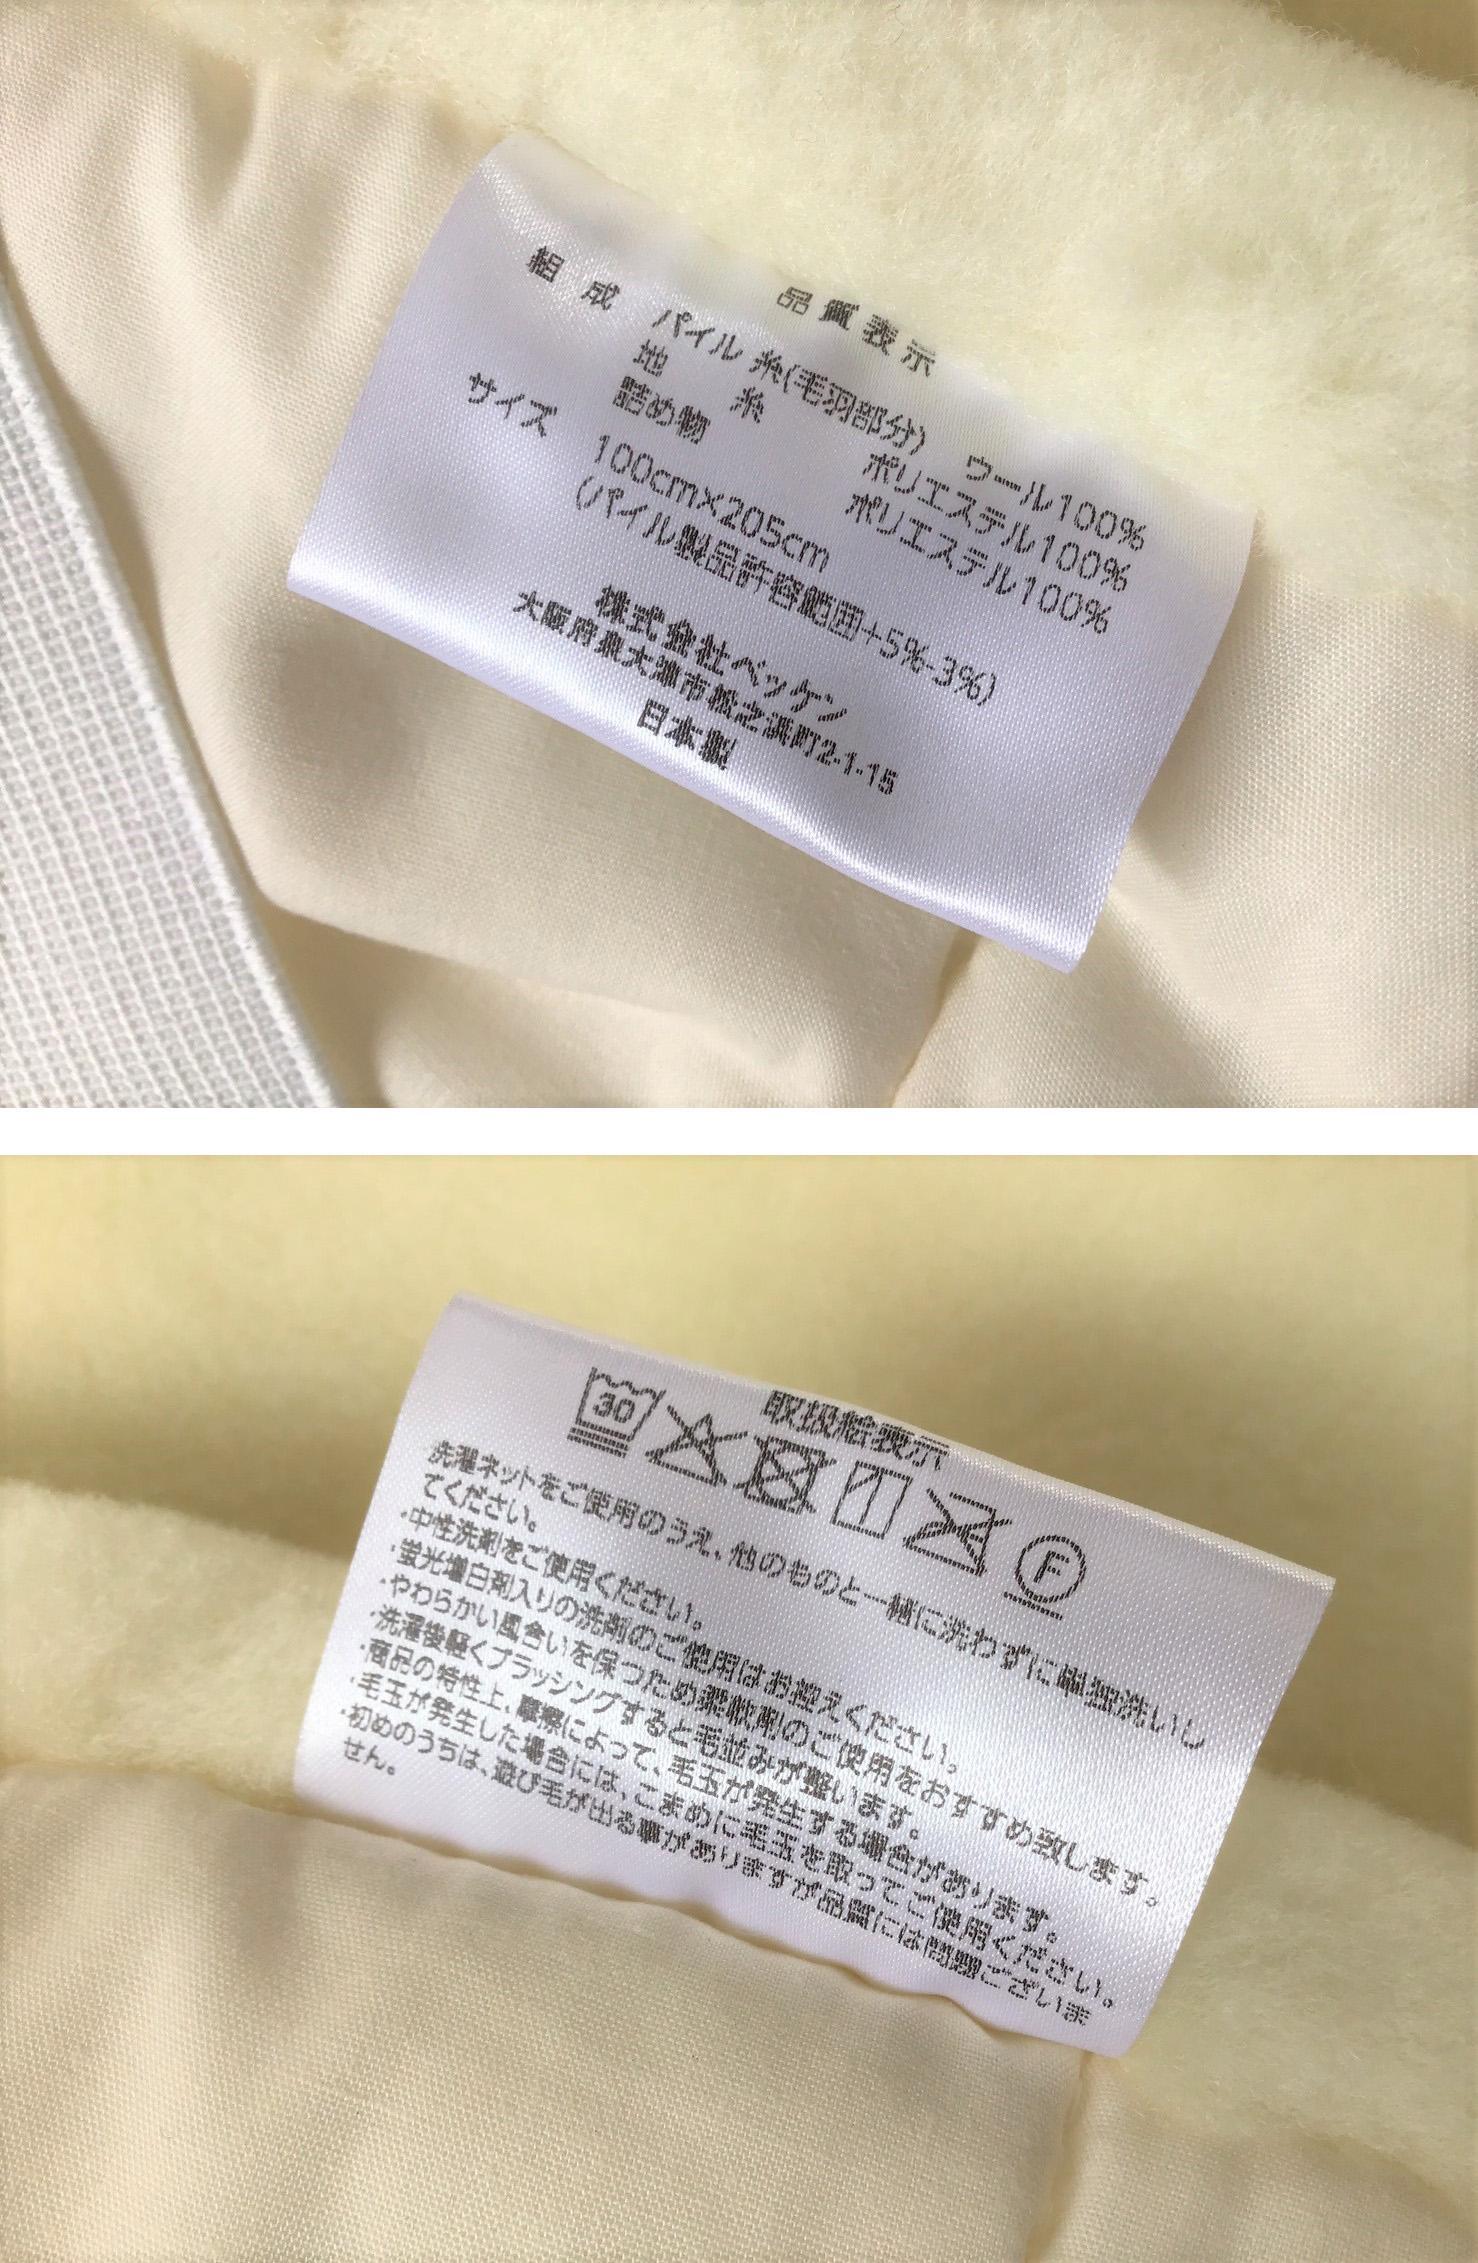 品質表示
組 成 パイル 糸(毛羽部分) ウール100%
地 糸 ポリエステル100%
詰め物 ポリエステル100%
サイズ 100cm×205cm
(パイル製品許容範囲+5%-3%)
株式会社ベッケン
大阪府泉大津市松之浜町2-1-15
日本製
取扱絵表示
30
F
洗濯ネットをご使用のうえ、他のものと一緒に洗わずに単独洗いし
てください。
・中性洗剤をご使用ください。
・蛍光増白剤入りの洗剤のご使用はお控えください。
・やわらかい風合いを保つため柔軟剤のご使用をおすすめ致します。
・洗濯後軽くブラッシングすると毛並みが整います。
・商品の特性上、摩擦によって、毛玉が発生する場合があります。
・毛玉が発生した場合には、こまめに毛玉を取ってご使用ください。
・初めのうちは、遊び毛が出る事がありますが品質には問題ございま
せん。